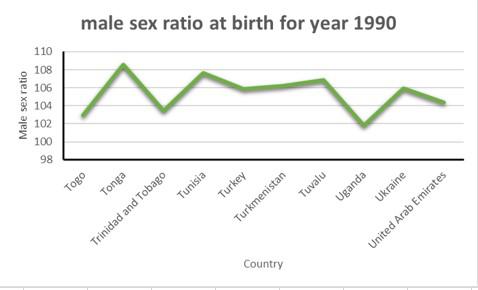 male sex ratio at birth for year 1990
Male sex ratio
110
108
106
104
102
100
98
Togo
Tonga
Trinidad and Tobago
Tunisia
Turkey
Turkmenistan
Tuvalu
Uganda
Ukraine
United Arab Emirates
Country